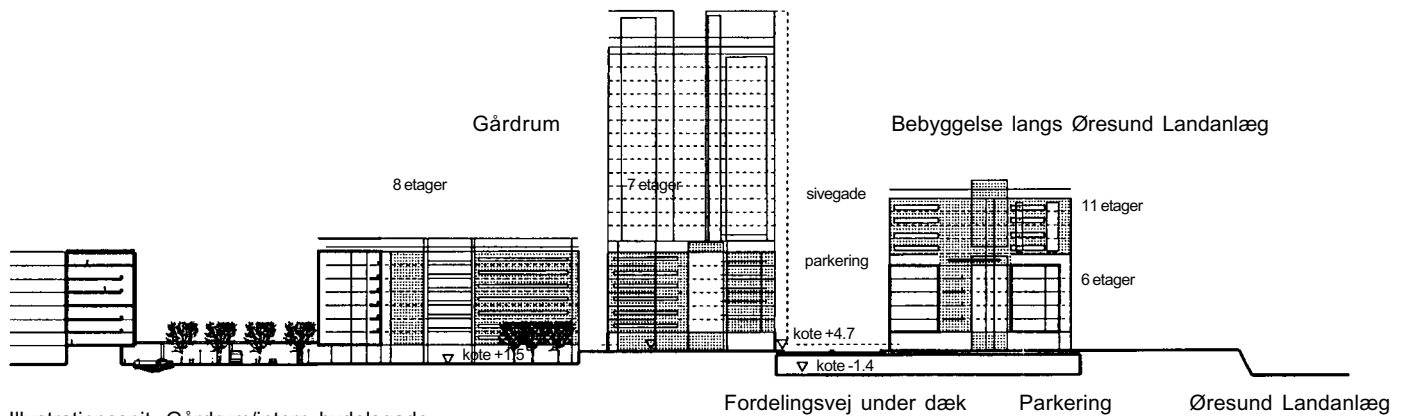 Gårdrum
Bebyggelse langs Øresund Landanlæg
8 etager
7 etager
sivegade
11 etager
parkering
6 etager
kote +4.7
kote +1.5
kote -1.4
Fordelingsvej under dæk
Parkering
Øresund Landanlæg